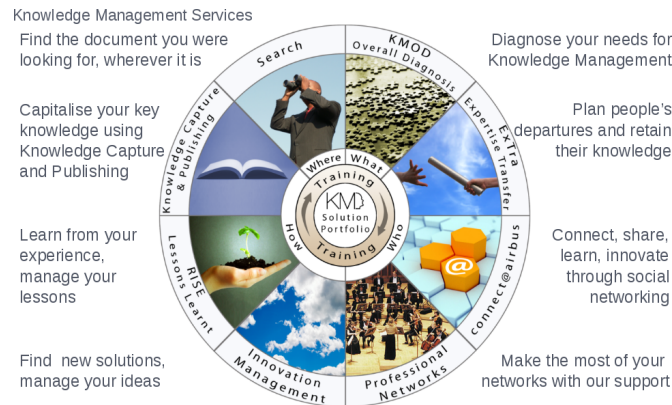 Knowledge Management Services
Find the document you were
looking for, wherever it is
Capitalise your key
knowledge using
Knowledge Capture
and Publishing
Learn from your
experience,
manage your
lessons
Find new solutions,
manage your ideas
Search
KMOD
Overall Diagnosis
ExTra
Expertise Transfer
connect@airbus
Professional
Networks
Innovation
Management
RISE
Lessons Learnt
Knowledge Capture
& Publishing
Where
What
Who
How
Training
KMD
Solution
Portfolio
Training
@
Diagnose your needs for
Knowledge Management
Plan people's
departures and retain
their knowledge
Connect, share,
learn, innovate
through social
networking
Make the most of your
networks with our support